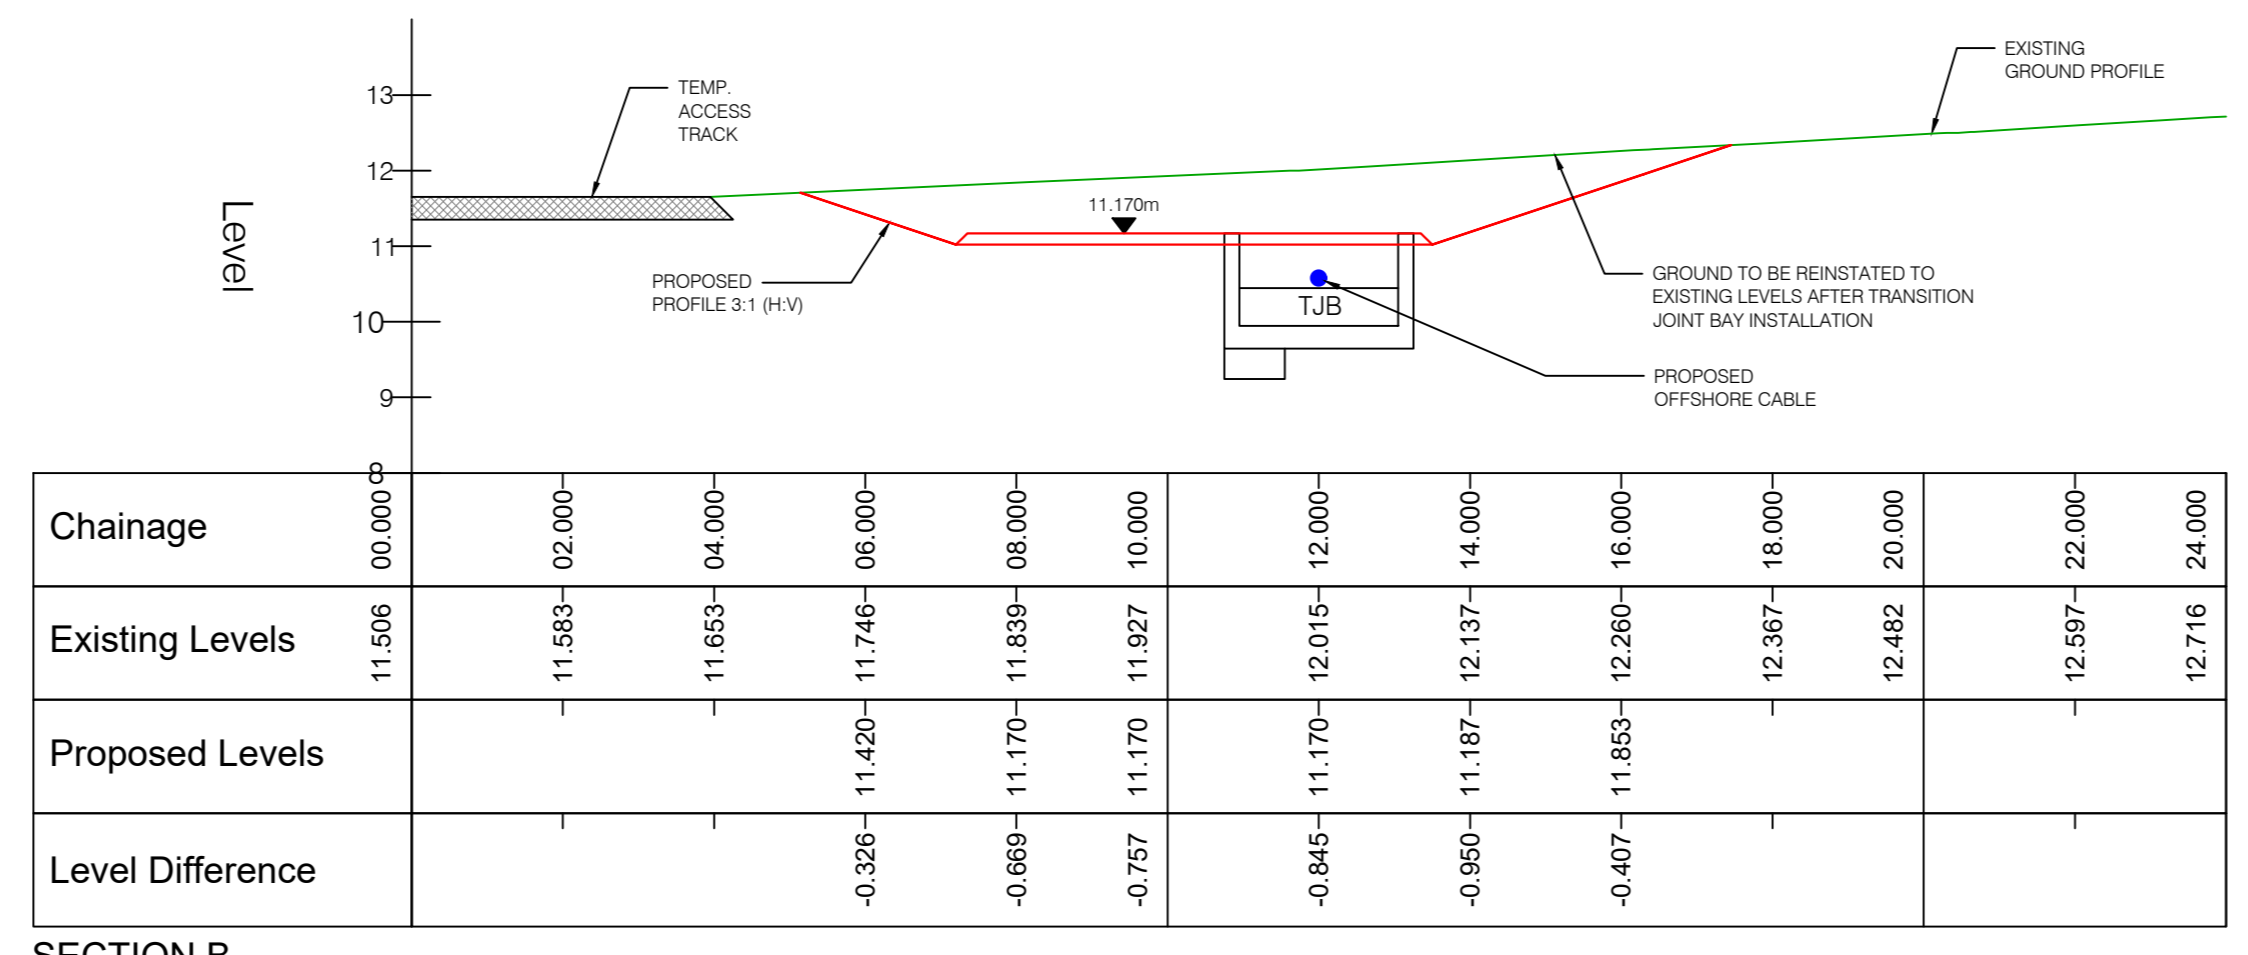 EXISTING
GROUND PROFILE
TEMP.
ACCESS
TRACK
13
12
11
10
9
8
Level
11.170m
PROPOSED
PROFILE 3:1 (H:V)
TJB
GROUND TO BE REINSTATED TO
EXISTING LEVELS AFTER TRANSITION
JOINT BAY INSTALLATION
PROPOSED
OFFSHORE CABLE
Chainage 00.000 02.000 04.000 06.000 08.000 10.000 12.000 14.000 16.000 18.000 20.000 22.000 24.000
Existing Levels 11.506 11.583 11.653 11.746 11.839 11.927 12.015 12.137 12.260 12.367 12.482 12.597 12.716
Proposed Levels 11.420 11.170 11.170 11.170 11.187 11.853
Level Difference -0.326 -0.669 -0.757 -0.845 -0.950 -0.407
SECTION B